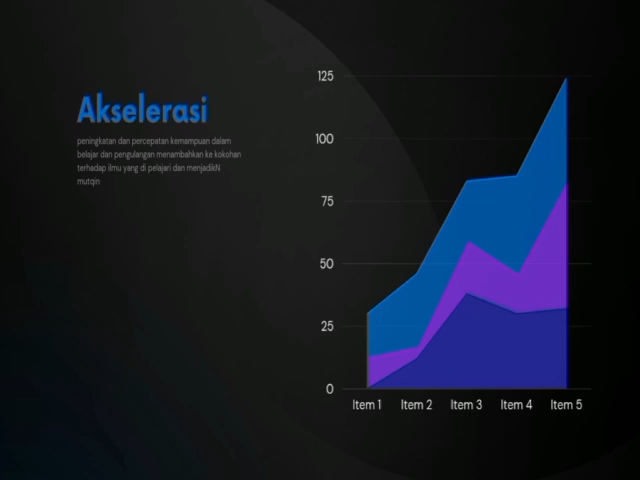 Akselerasi
peningkatan dan percepatan kemampuan dalam
belajar dan pengulangan menambahkan ke kokohan
terhadap ilmu yang di pelajari dan menjadikN
mutqin
125
100
75
50
25
0
Item 1 Item 2 Item 3 Item 4 Item 5